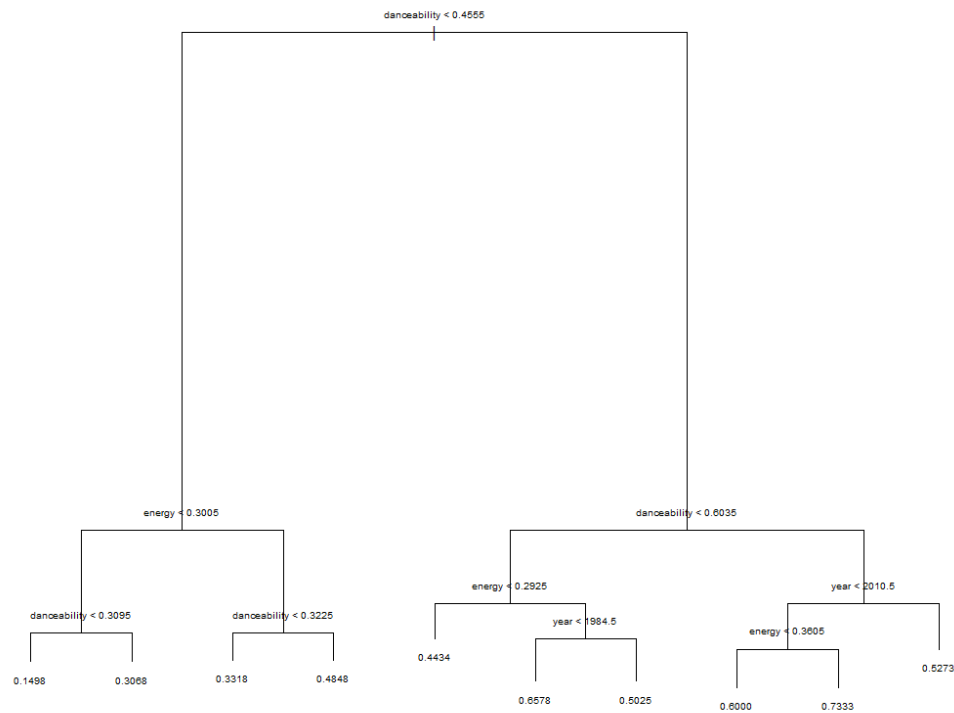 danceability < 0.4555
energy < 0.3005
danceability < 0.6035
energy < 0.2925
year < 2010.5
danceability < 0.3095
danceability < 0.3225
year < 1984.5
energy < 0.3605
0.4434
0.5273
0.1498
0.3068
0.3318
0.4848
0.6578
0.5025
0.6000
0.7333